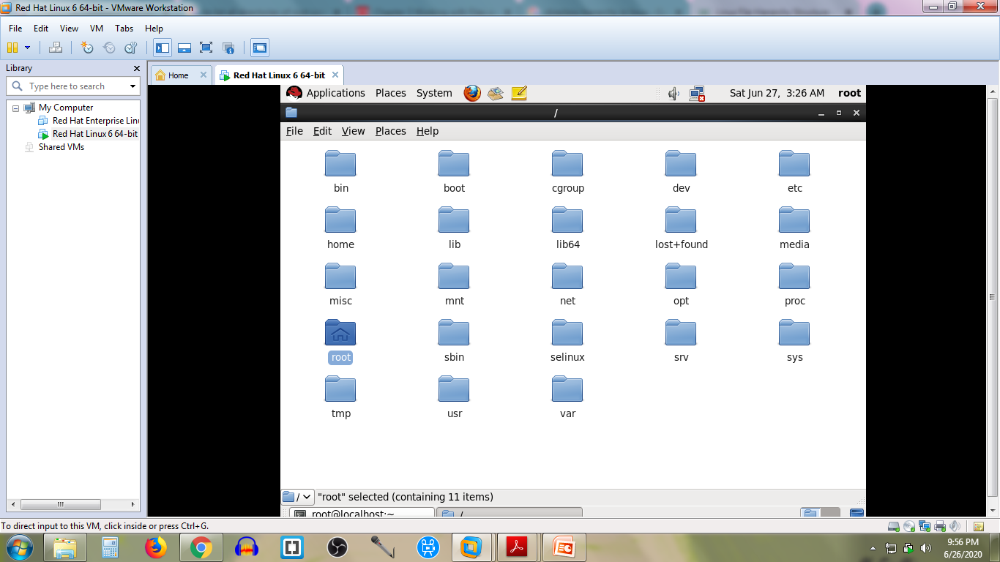 Red Hat Linux 6 64-bit - VMware Workstation
File Edit View VM Tabs Help
Library
Type here to search
My Computer
Red Hat Enterprise Linu
Red Hat Linux 6 64-bit
Shared VMs
Home
Red Hat Linux 6 64-bit
Applications Places System
Sat Jun 27, 3:26 AM root
/
File Edit View Places Help
bin boot cgroup dev etc
home lib lib64 lost+found media
misc mnt net opt proc
root sbin selinux srv sys
tmp usr var
/ "root" selected (containing 11 items)
root@localhost:~ /
To direct input to this VM, click inside or press Ctrl+G.
9:56 PM
6/26/2020